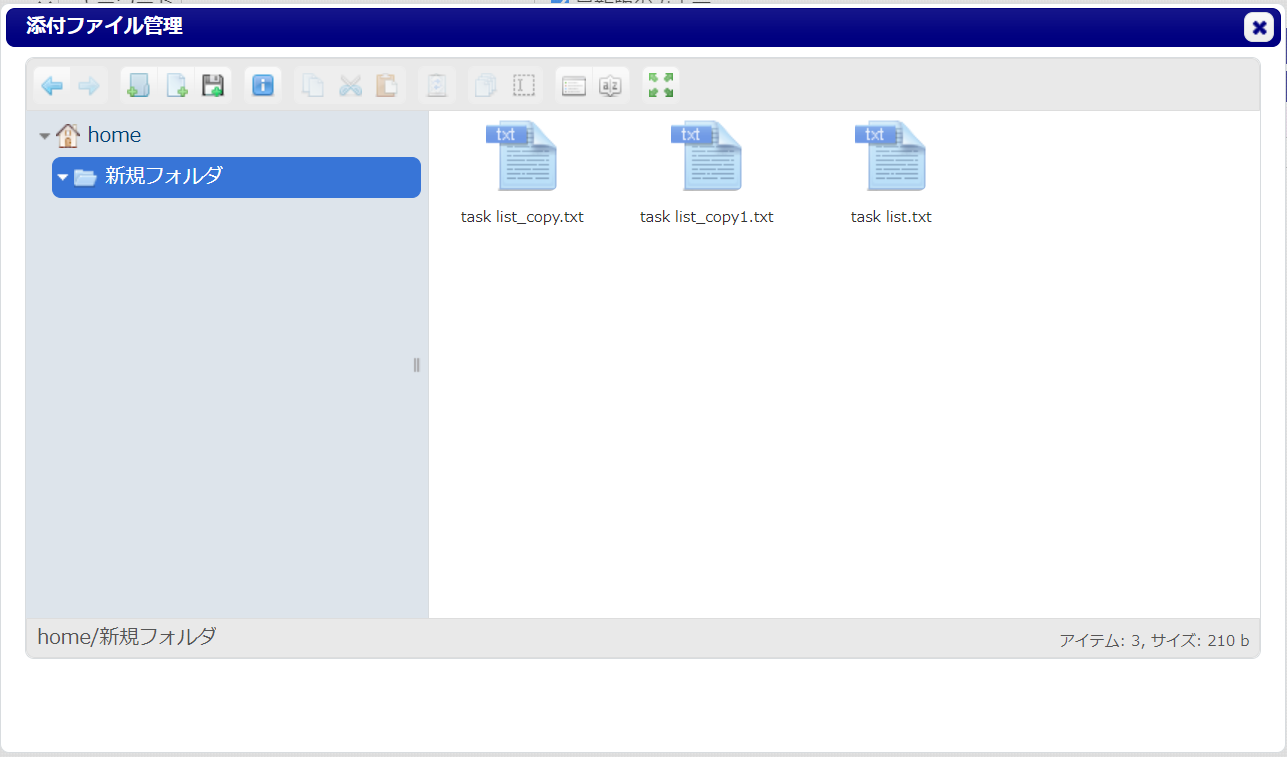 添付ファイル管理
home
新規フォルダ
txt txt txt
task list_copy.txt task list_copy1.txt task list.txt
home/新規フォルダ
アイテム: 3, サイズ: 210 b